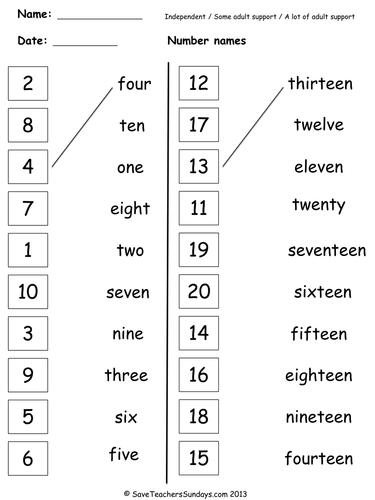 Name: ______________ Independent / Some adult support / A lot of adult support
Date: __________ Number names
2 four 12 thirteen
8 ten 17 twelve
4 one 13 eleven
7 eight 11 twenty
1 two 19 seventeen
10 seven 20 sixteen
3 nine 14 fifteen
9 three 16 eighteen
5 six 18 nineteen
6 five 15 fourteen
© SaveTeachersSundays.com 2013